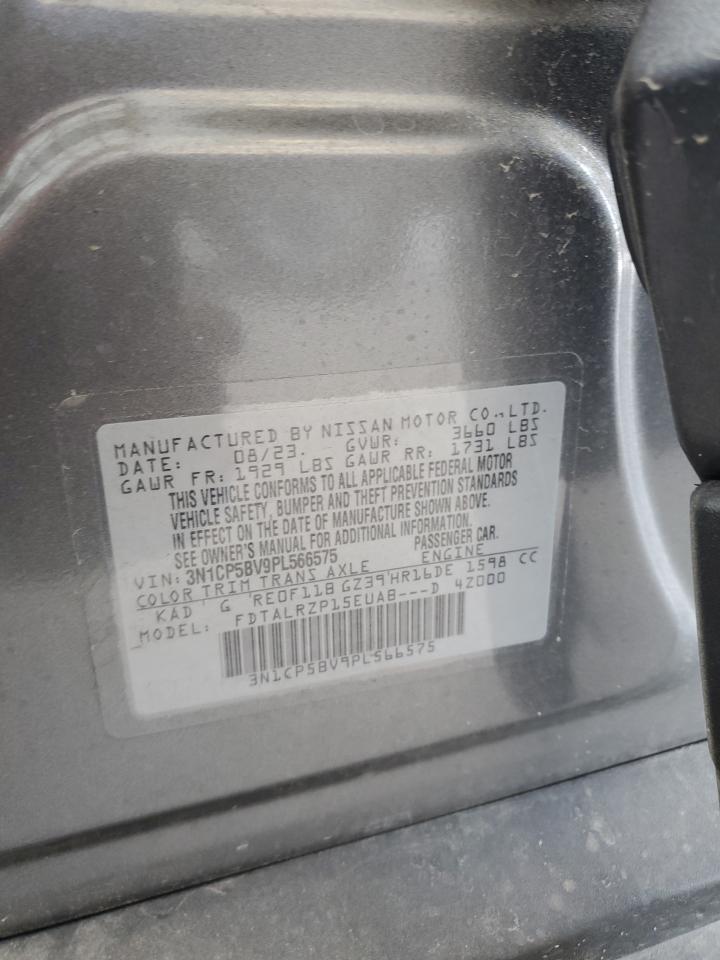 MANUFACTURED BY NISSAN MOTOR CO., LTD.
DATE: 08/23. GVWR: 3660 LBS
GAWR FR: 1929 LBS GAWR RR: 1731 LBS
THIS VEHICLE CONFORMS TO ALL APPLICABLE FEDERAL MOTOR
VEHICLE SAFETY, BUMPER AND THEFT PREVENTION STANDARDS
IN EFFECT ON THE DATE OF MANUFACTURE SHOWN ABOVE.
SEE OWNER'S MANUAL FOR ADDITIONAL INFORMATION.
VIN: 3N1CP5BV9PL566575 PASSENGER CAR.
COLOR TRIM TRANS AXLE ENGINE
KAD G RE0F11B GZ39 HR16DE 1598 CC
MODEL: FDTALRZP15EUA8---D 42000
3N1CP5BV9PL566575